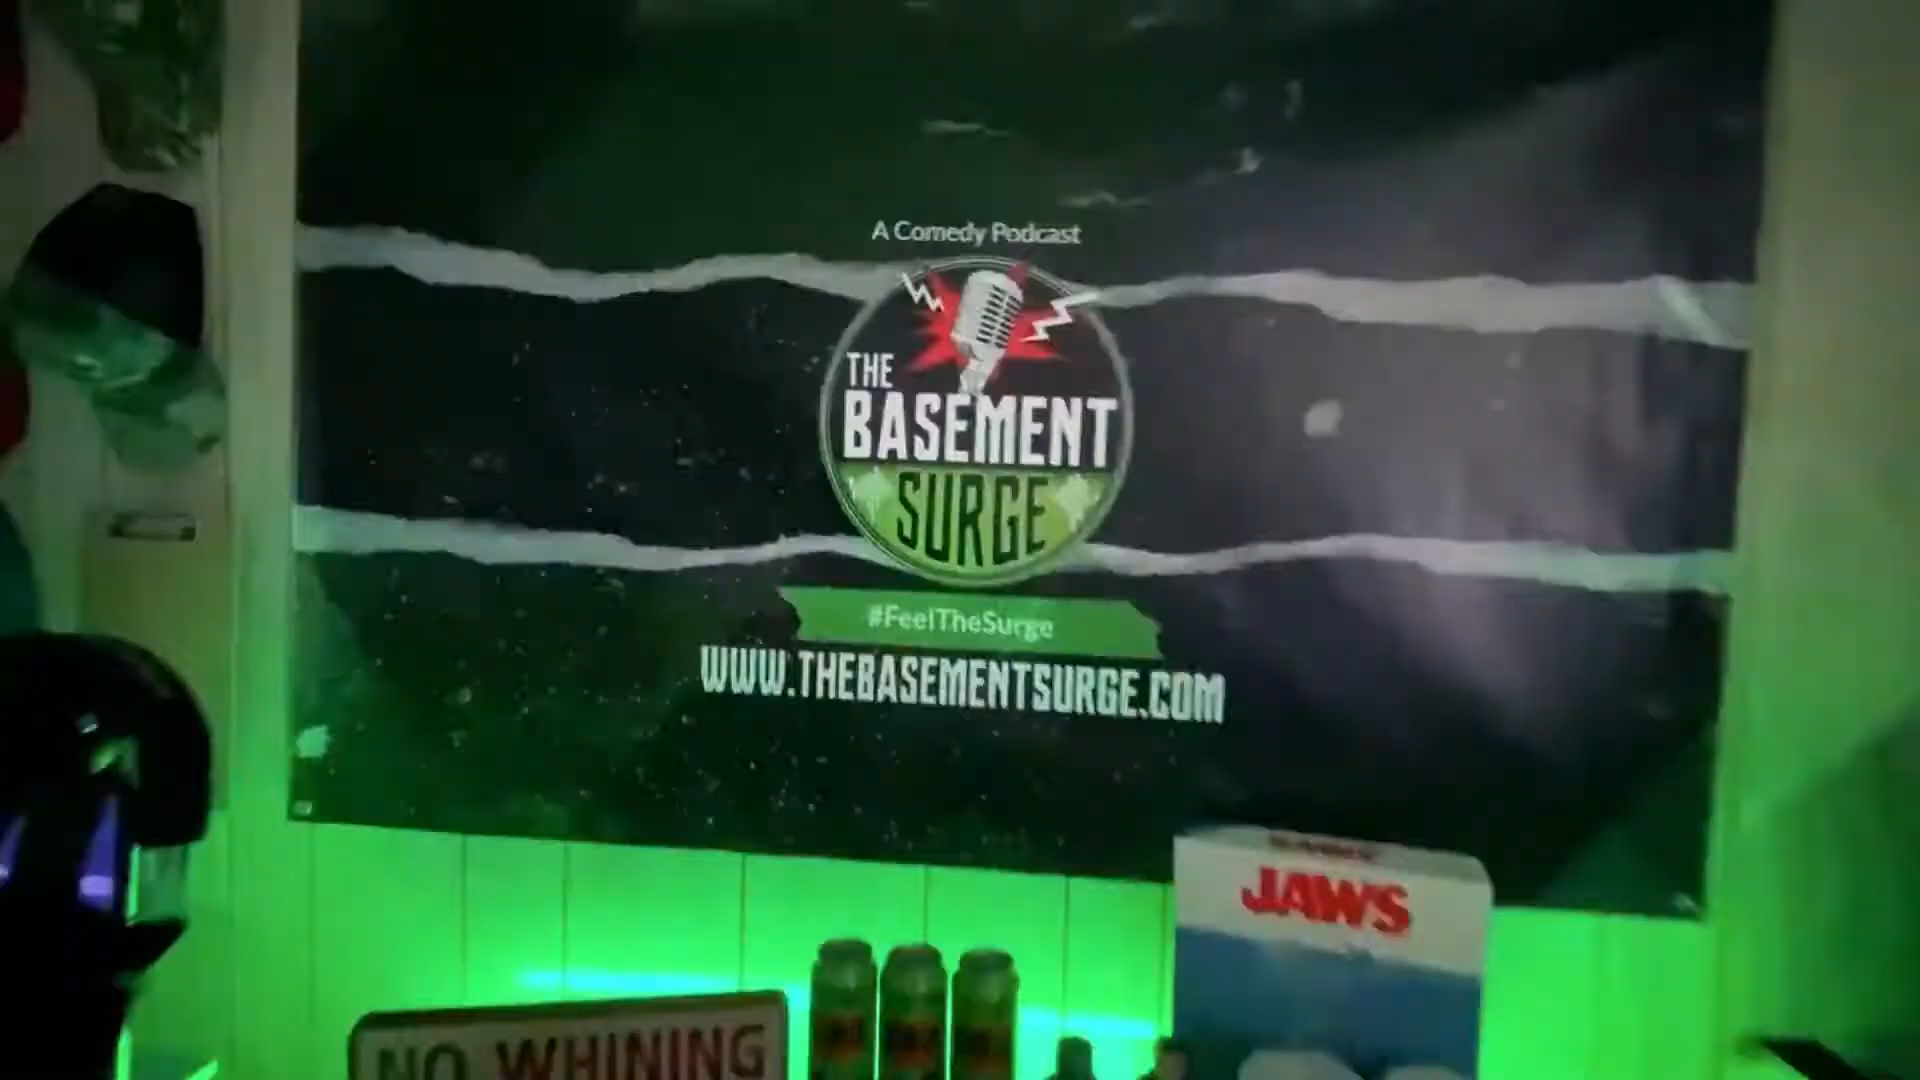 A Comedy Podcast
THE
BASEMENT
SURGE
#FeelTheSurge
WWW.THEBASEMENTSURGE.COM
JAWS
NO WHINING